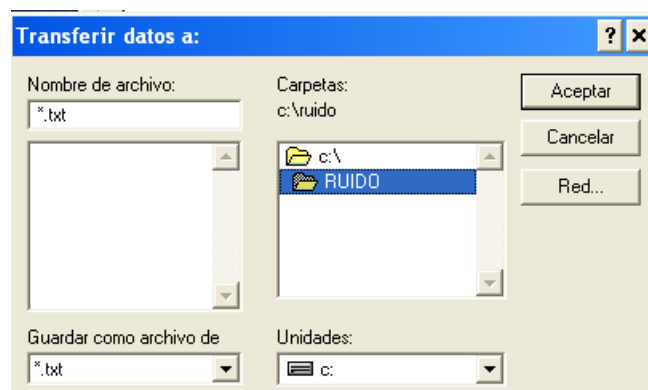 Transferir datos a:
Nombre de archivo:
*.txt
Carpetas:
c:\ruido
c:\
RUIDO
Aceptar
Cancelar
Red...
Guardar como archivo de
*.txt
Unidades:
c: